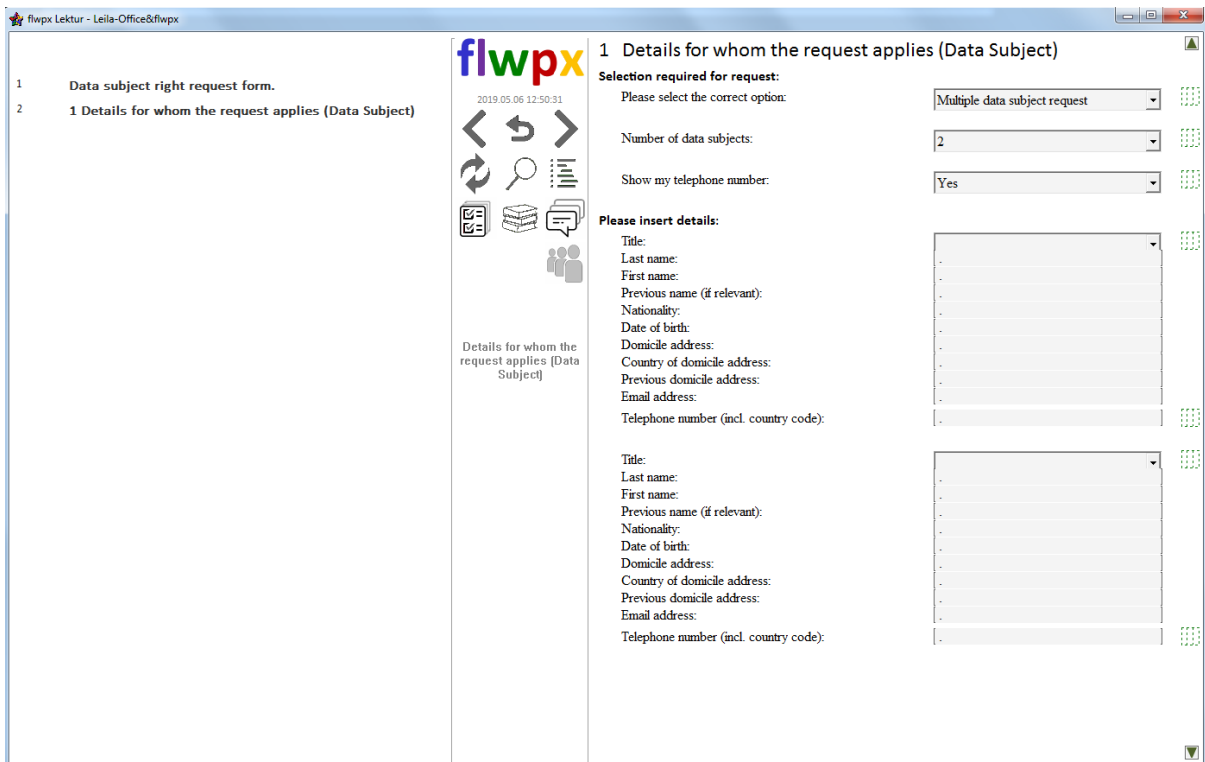 flwpx Lektur - Leila-Office&flwpx
1 Data subject right request form.
2 1 Details for whom the request applies (Data Subject)
flwpx
2019.05.06 12:50:31
Details for whom the
request applies (Data
Subject)
1 Details for whom the request applies (Data Subject)
Selection required for request:
Please select the correct option: Multiple data subject request
Number of data subjects: 2
Show my telephone number: Yes
Please insert details:
Title:
Last name: .
First name: .
Previous name (if relevant): .
Nationality: .
Date of birth: .
Domicile address: .
Country of domicile address: .
Previous domicile address: .
Email address: .
Telephone number (incl. country code): .
Title:
Last name: .
First name: .
Previous name (if relevant): .
Nationality: .
Date of birth: .
Domicile address: .
Country of domicile address: .
Previous domicile address: .
Email address: .
Telephone number (incl. country code): .